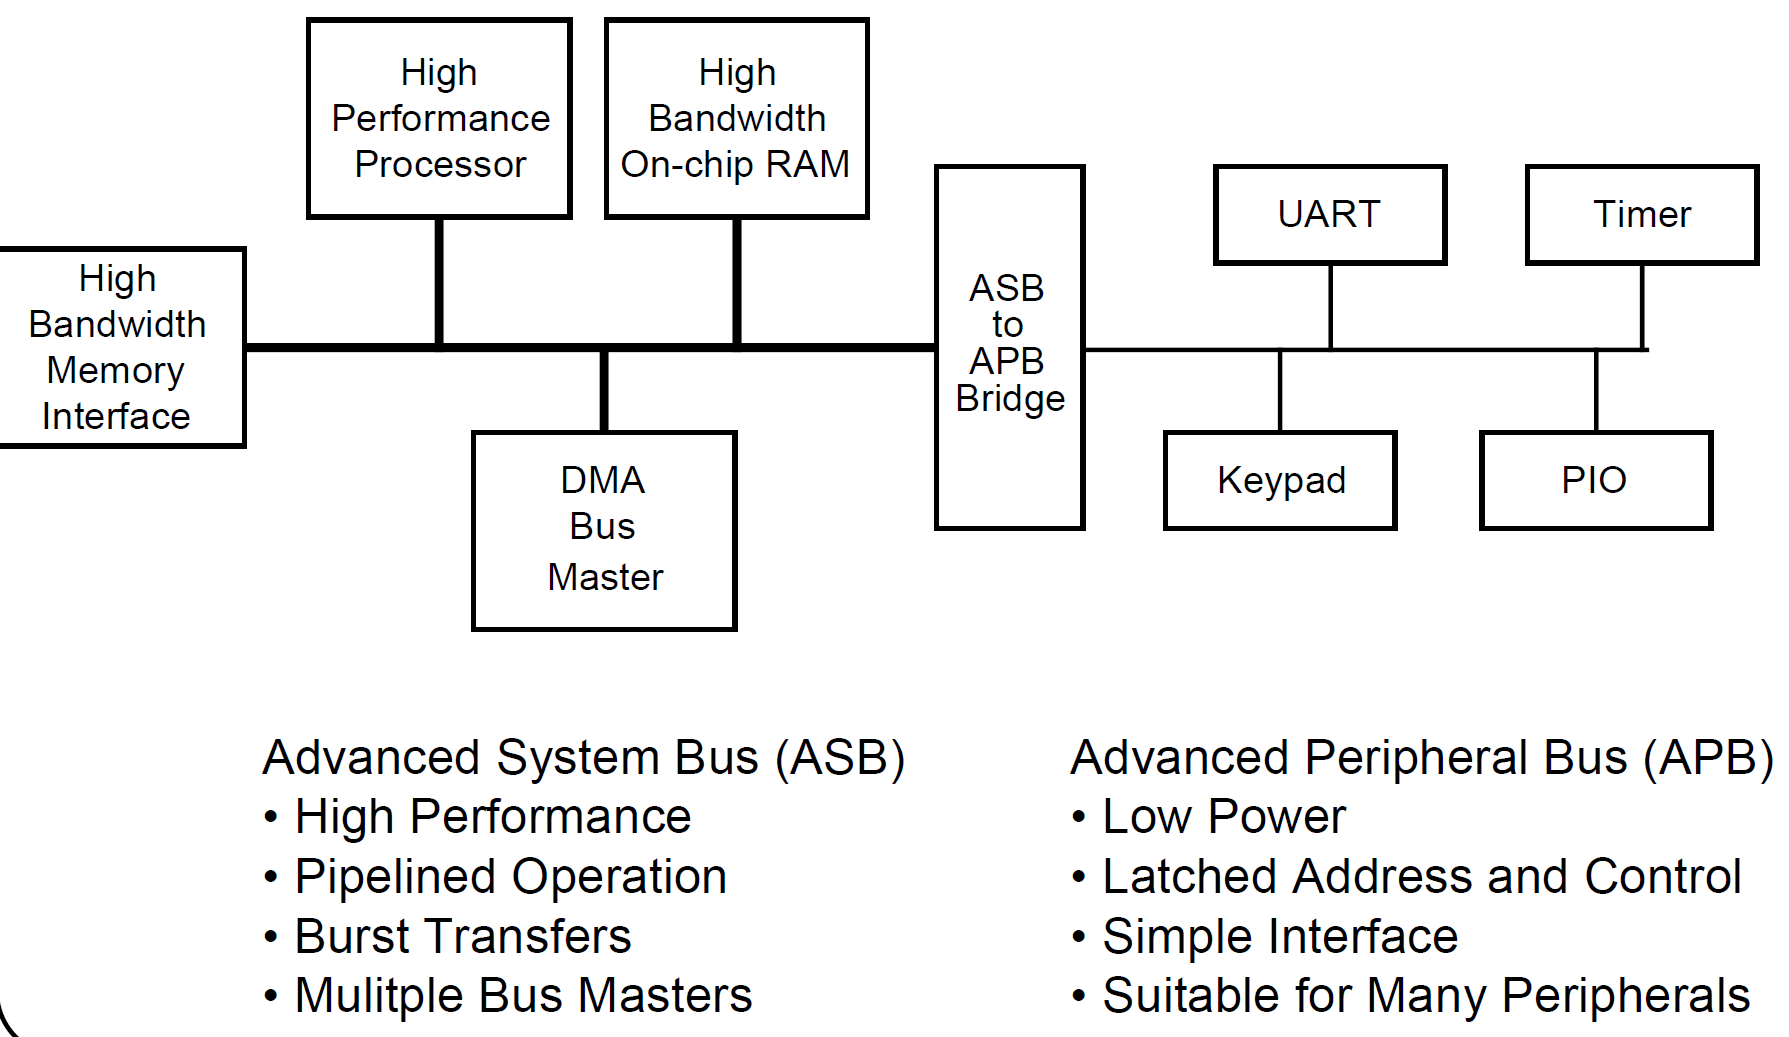 High
Performance
Processor
High
Bandwidth
On-chip RAM
High
Bandwidth
Memory
Interface
DMA
Bus
Master
ASB
to
APB
Bridge
UART
Timer
Keypad
PIO
Advanced System Bus (ASB)
• High Performance
• Pipelined Operation
• Burst Transfers
• Mulitple Bus Masters
Advanced Peripheral Bus (APB)
• Low Power
• Latched Address and Control
• Simple Interface
• Suitable for Many Peripherals